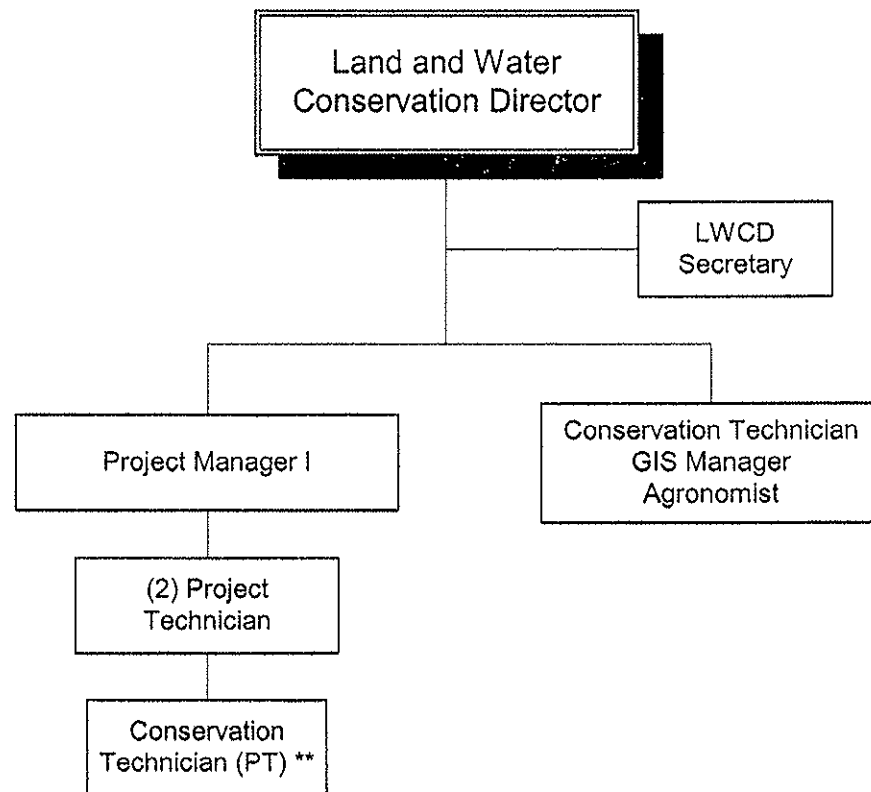 Land and Water
Conservation Director
LWCD
Secretary
Project Manager I
Conservation Technician
GIS Manager
Agronomist
(2) Project
Technician
Conservation
Technician (PT) **